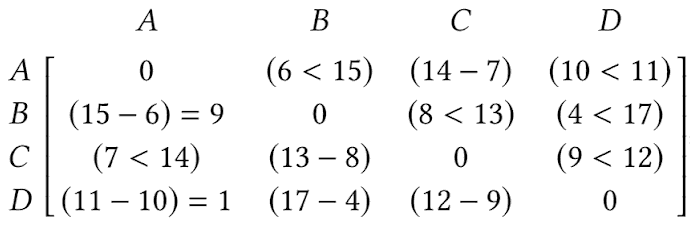 A B C D
A 0 (6 < 15) (14 − 7) (10 < 11)
B (15 − 6) = 9 0 (8 < 13) (4 < 17)
C (7 < 14) (13 − 8) 0 (9 < 12)
D (11 − 10) = 1 (17 − 4) (12 − 9) 0